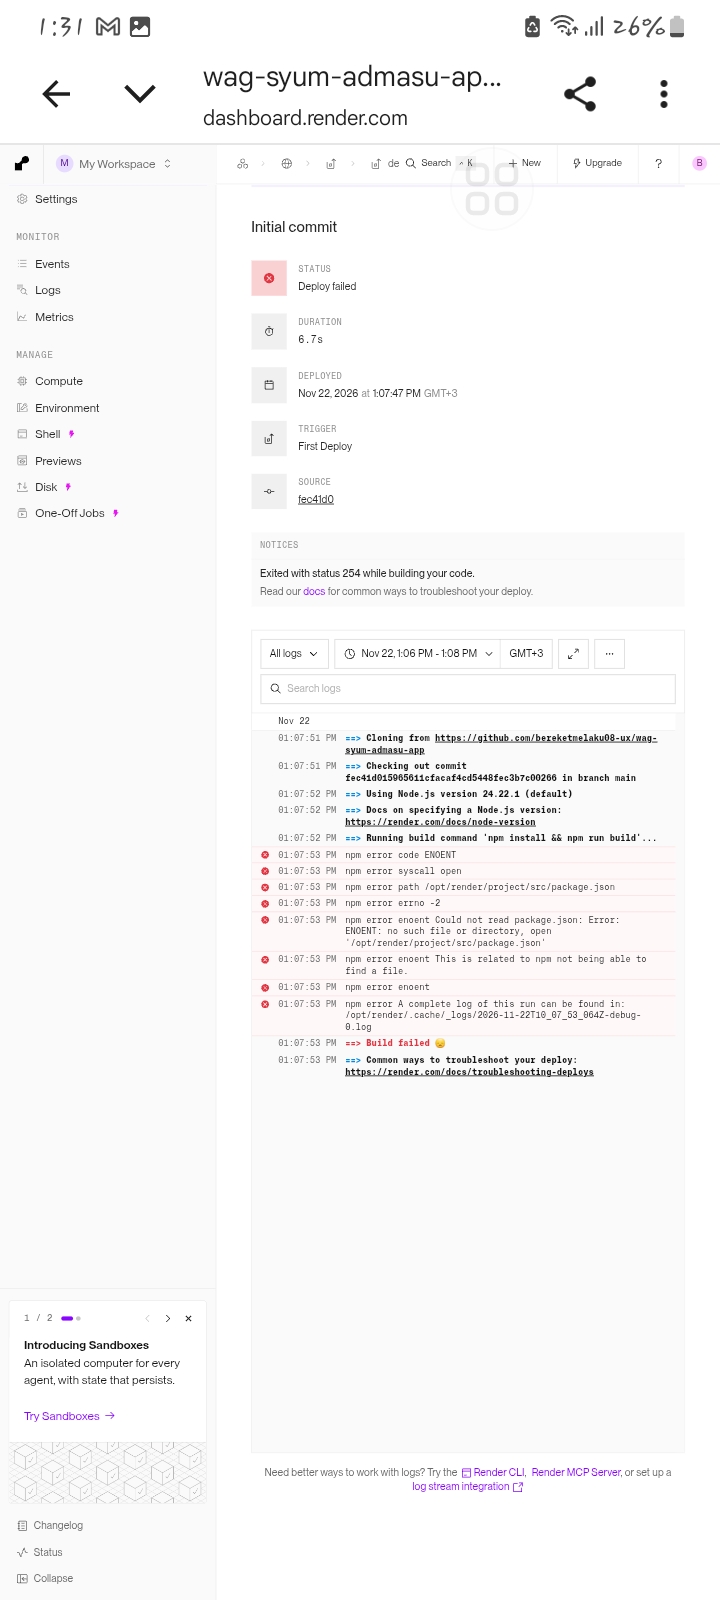 1:31
26%
wag-syum-admasu-ap...
dashboard.render.com
M My Workspace
de Search K
New
Upgrade
?
B
Settings
MONITOR
Events
Logs
Metrics
MANAGE
Compute
Environment
Shell
Previews
Disk
One-Off Jobs
Initial commit
STATUS
Deploy failed
DURATION
6.7s
DEPLOYED
Nov 22, 2026 at 1:07:47 PM GMT+3
TRIGGER
First Deploy
SOURCE
fec41d0
NOTICES
Exited with status 254 while building your code.
Read our docs for common ways to troubleshoot your deploy.
All logs
Nov 22, 1:06 PM - 1:08 PM
GMT+3
...
Search logs
Nov 22
01:07:51 PM ==> Cloning from https://github.com/bereketmelaku08-ux/wag-
syum-admasu-app
01:07:51 PM ==> Checking out commit
fec41d015965611cfacaf4cd5448fec3b7c00266 in branch main
01:07:52 PM ==> Using Node.js version 24.22.1 (default)
01:07:52 PM ==> Docs on specifying a Node.js version:
https://render.com/docs/node-version
01:07:52 PM ==> Running build command 'npm install && npm run build'...
01:07:53 PM npm error code ENOENT
01:07:53 PM npm error syscall open
01:07:53 PM npm error path /opt/render/project/src/package.json
01:07:53 PM npm error errno -2
01:07:53 PM npm error enoent Could not read package.json: Error:
ENOENT: no such file or directory, open
'/opt/render/project/src/package.json'
01:07:53 PM npm error enoent This is related to npm not being able to
find a file.
01:07:53 PM npm error enoent
01:07:53 PM npm error A complete log of this run can be found in:
/opt/render/.cache/_logs/2026-11-22T10_07_53_064Z-debug-
0.log
01:07:53 PM ==> Build failed 😞
01:07:53 PM ==> Common ways to troubleshoot your deploy:
https://render.com/docs/troubleshooting-deploys
1 / 2
Introducing Sandboxes
An isolated computer for every
agent, with state that persists.
Try Sandboxes →
Need better ways to work with logs? Try the Render CLI, Render MCP Server, or set up a
log stream integration
Changelog
Status
Collapse